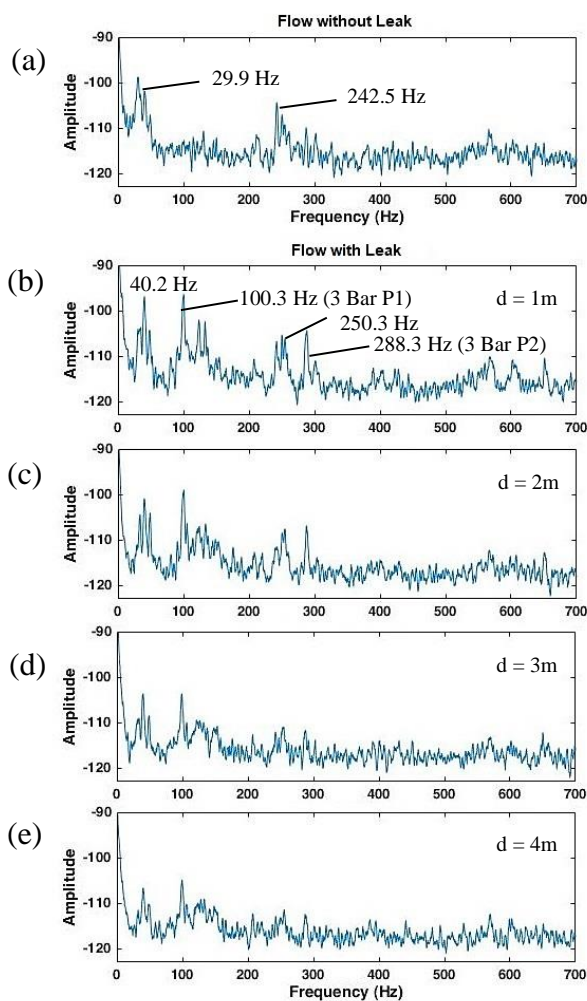 Flow without Leak
(a)
-90
-100
-110
-120
Amplitude
29.9 Hz
242.5 Hz
0 100 200 300 400 500 600 700
Frequency (Hz)
Flow with Leak
(b)
-90
-100
-110
-120
Amplitude
40.2 Hz
100.3 Hz (3 Bar P1)
d = 1m
250.3 Hz
288.3 Hz (3 Bar P2)
0 100 200 300 400 500 600 700
(c)
-90
-100
-110
-120
Amplitude
d = 2m
0 100 200 300 400 500 600 700
(d)
-90
-100
-110
-120
Amplitude
d = 3m
0 100 200 300 400 500 600 700
(e)
-90
-100
-110
-120
Amplitude
d = 4m
0 100 200 300 400 500 600 700
Frequency (Hz)